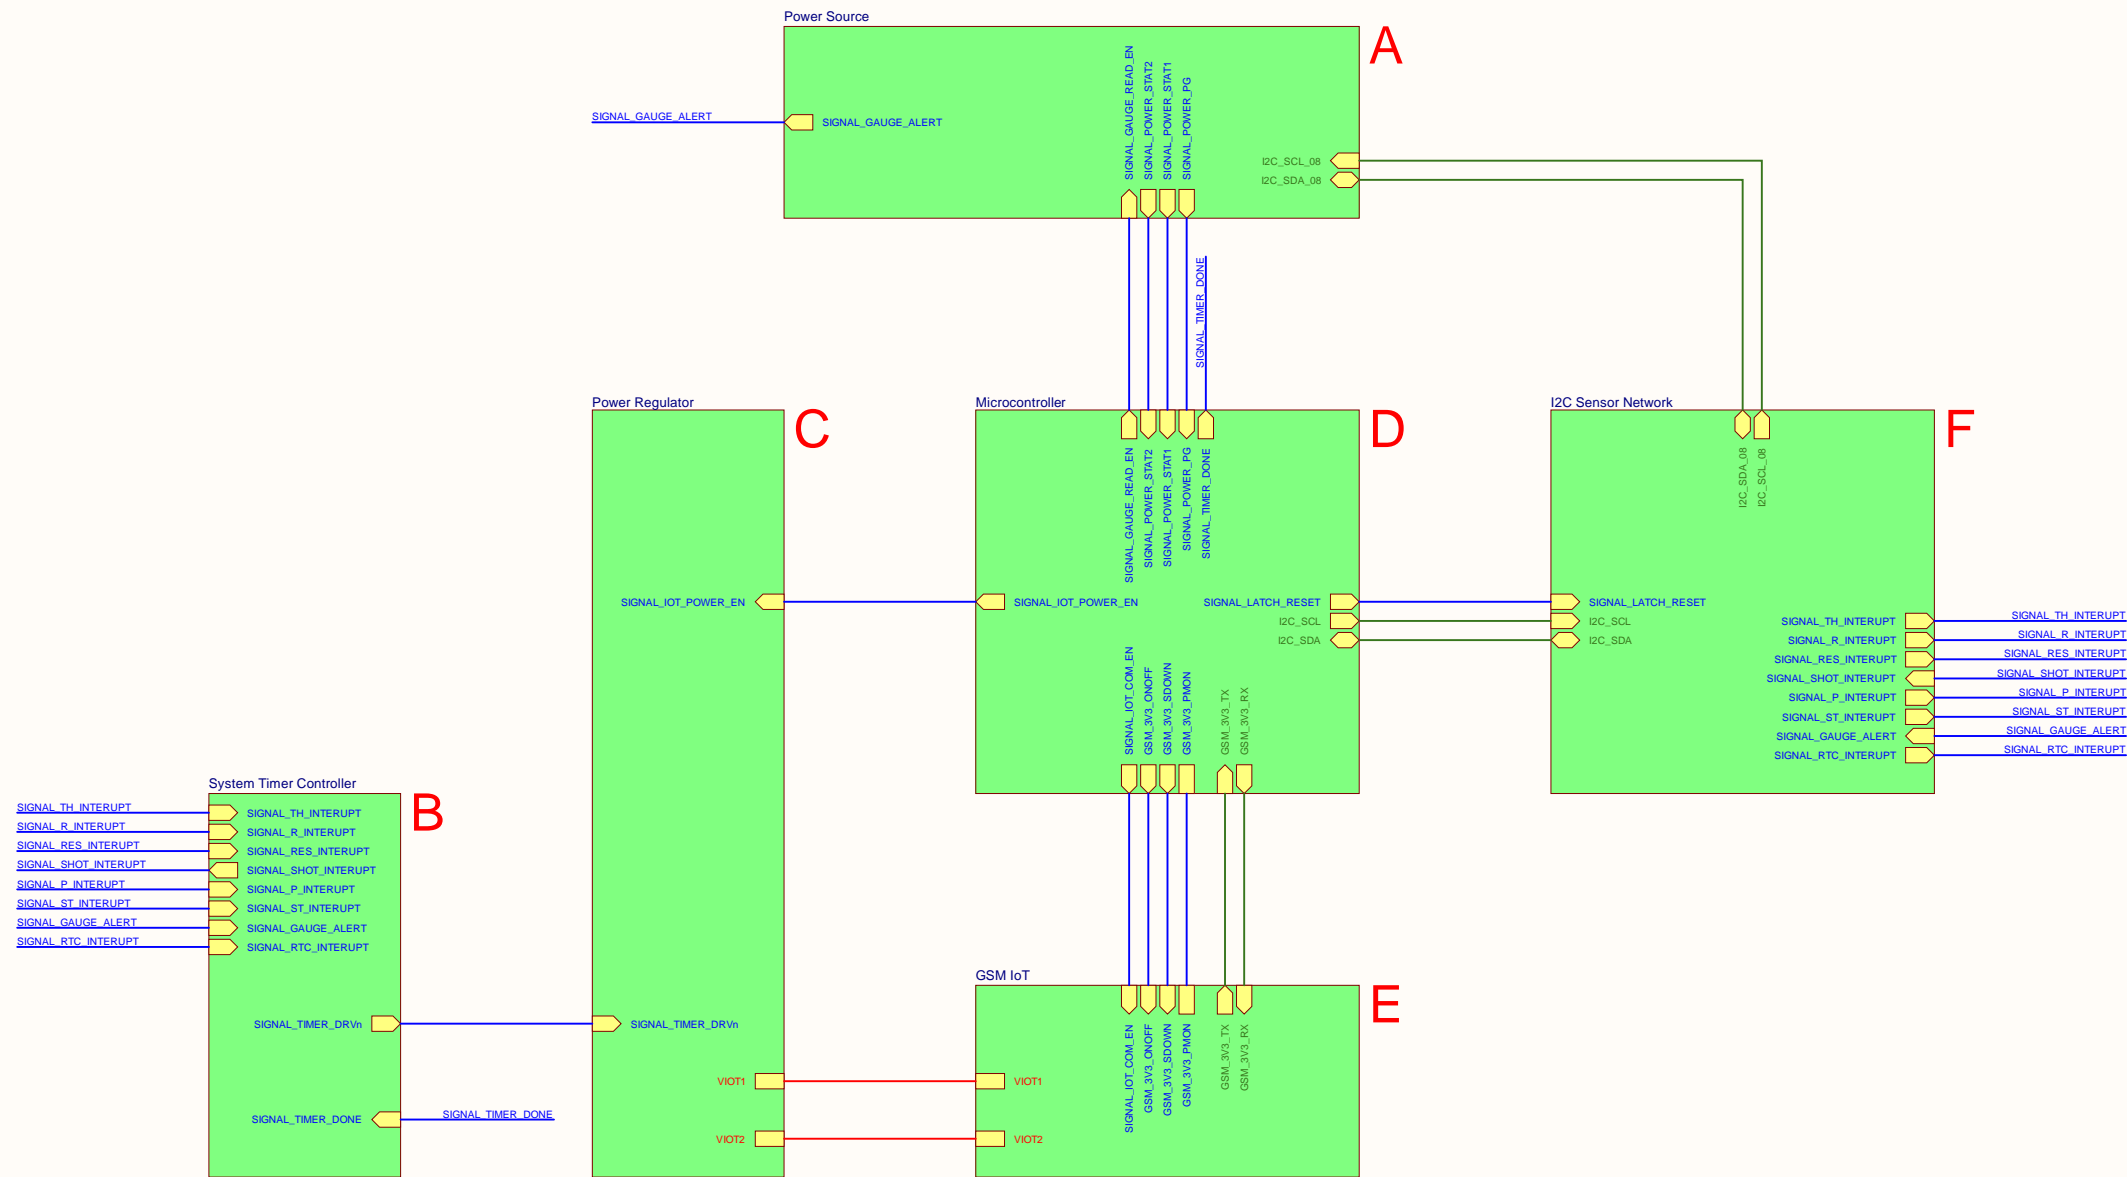 Power Source
A
SIGNAL_GAUGE_READ_EN
SIGNAL_POWER_STAT2
SIGNAL_POWER_STAT1
SIGNAL_POWER_PG
SIGNAL_GAUGE_ALERT
SIGNAL_GAUGE_ALERT
I2C_SCL_08
I2C_SDA_08
SIGNAL_TIMER_DONE
Power Regulator
C
SIGNAL_IOT_POWER_EN
SIGNAL_TIMER_DRVn
VIOT1
VIOT2
Microcontroller
D
SIGNAL_GAUGE_READ_EN
SIGNAL_POWER_STAT2
SIGNAL_POWER_STAT1
SIGNAL_POWER_PG
SIGNAL_TIMER_DONE
SIGNAL_IOT_POWER_EN
SIGNAL_LATCH_RESET
I2C_SCL
I2C_SDA
SIGNAL_IOT_COM_EN
GSM_3V3_ONOFF
GSM_3V3_SDOWN
GSM_3V3_PMON
GSM_3V3_TX
GSM_3V3_RX
I2C Sensor Network
F
I2C_SDA_08
I2C_SCL_08
SIGNAL_LATCH_RESET
I2C_SCL
I2C_SDA
SIGNAL_TH_INTERUPT
SIGNAL_R_INTERUPT
SIGNAL_RES_INTERUPT
SIGNAL_SHOT_INTERUPT
SIGNAL_P_INTERUPT
SIGNAL_ST_INTERUPT
SIGNAL_GAUGE_ALERT
SIGNAL_RTC_INTERUPT
SIGNAL_TH_INTERUPT
SIGNAL_R_INTERUPT
SIGNAL_RES_INTERUPT
SIGNAL_SHOT_INTERUPT
SIGNAL_P_INTERUPT
SIGNAL_ST_INTERUPT
SIGNAL_GAUGE_ALERT
SIGNAL_RTC_INTERUPT
System Timer Controller
B
SIGNAL_TH_INTERUPT
SIGNAL_R_INTERUPT
SIGNAL_RES_INTERUPT
SIGNAL_SHOT_INTERUPT
SIGNAL_P_INTERUPT
SIGNAL_ST_INTERUPT
SIGNAL_GAUGE_ALERT
SIGNAL_RTC_INTERUPT
SIGNAL_TH_INTERUPT
SIGNAL_R_INTERUPT
SIGNAL_RES_INTERUPT
SIGNAL_SHOT_INTERUPT
SIGNAL_P_INTERUPT
SIGNAL_ST_INTERUPT
SIGNAL_GAUGE_ALERT
SIGNAL_RTC_INTERUPT
SIGNAL_TIMER_DRVn
SIGNAL_TIMER_DONE
SIGNAL_TIMER_DONE
GSM IoT
E
SIGNAL_IOT_COM_EN
GSM_3V3_ONOFF
GSM_3V3_SDOWN
GSM_3V3_PMON
GSM_3V3_TX
GSM_3V3_RX
VIOT1
VIOT2